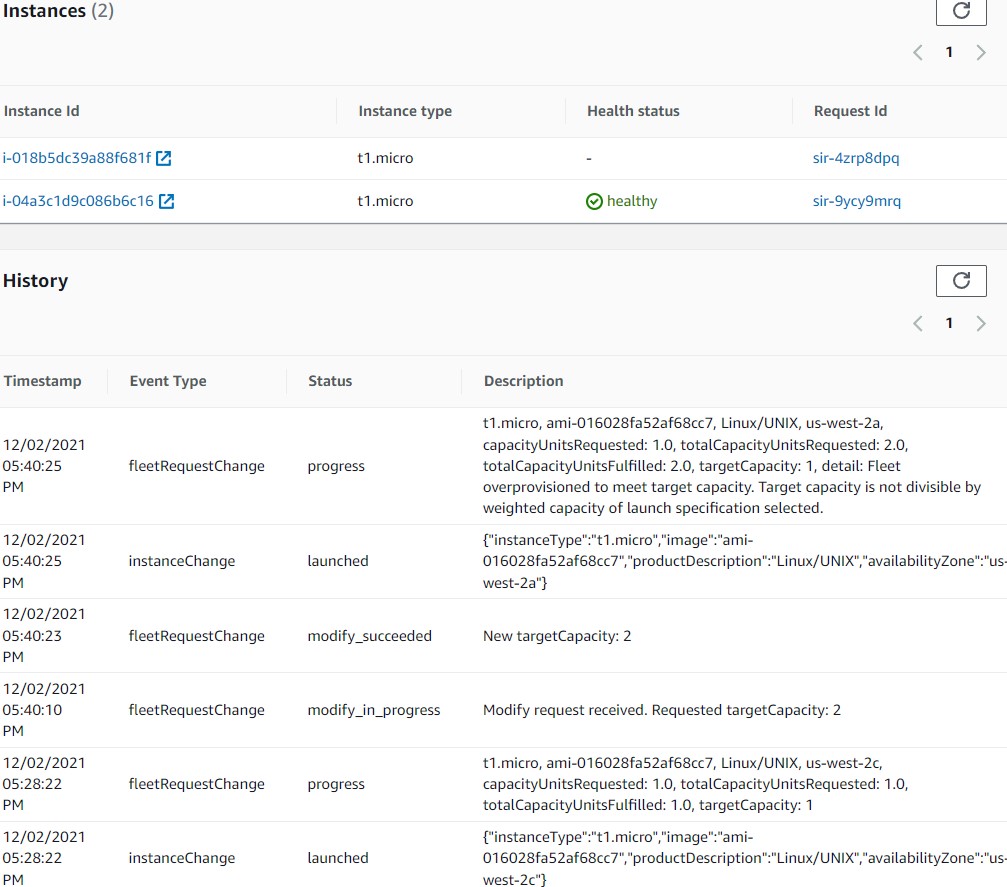 Instances (2)
1
Instance Id Instance type Health status Request Id
i-018b5dc39a88f681f t1.micro - sir-4zrp8dpq
i-04a3c1d9c086b6c16 t1.micro healthy sir-9ycy9mrq
History
1
Timestamp Event Type Status Description
12/02/2021
05:40:25
PM
fleetRequestChange
progress
t1.micro, ami-016028fa52af68cc7, Linux/UNIX, us-west-2a,
capacityUnitsRequested: 1.0, totalCapacityUnitsRequested: 2.0,
totalCapacityUnitsFulfilled: 2.0, targetCapacity: 1, detail: Fleet
overprovisioned to meet target capacity. Target capacity is not divisible by
weighted capacity of launch specification selected.
12/02/2021
05:40:25
PM
instanceChange
launched
{"instanceType":"t1.micro","image":"ami-
016028fa52af68cc7","productDescription":"Linux/UNIX","availabilityZone":"us-
west-2a"}
12/02/2021
05:40:23
PM
fleetRequestChange
modify_succeeded
New targetCapacity: 2
12/02/2021
05:40:10
PM
fleetRequestChange
modify_in_progress
Modify request received. Requested targetCapacity: 2
12/02/2021
05:28:22
PM
fleetRequestChange
progress
t1.micro, ami-016028fa52af68cc7, Linux/UNIX, us-west-2c,
capacityUnitsRequested: 1.0, totalCapacityUnitsRequested: 1.0,
totalCapacityUnitsFulfilled: 1.0, targetCapacity: 1
12/02/2021
05:28:22
PM
instanceChange
launched
{"instanceType":"t1.micro","image":"ami-
016028fa52af68cc7","productDescription":"Linux/UNIX","availabilityZone":"us-
west-2c"}